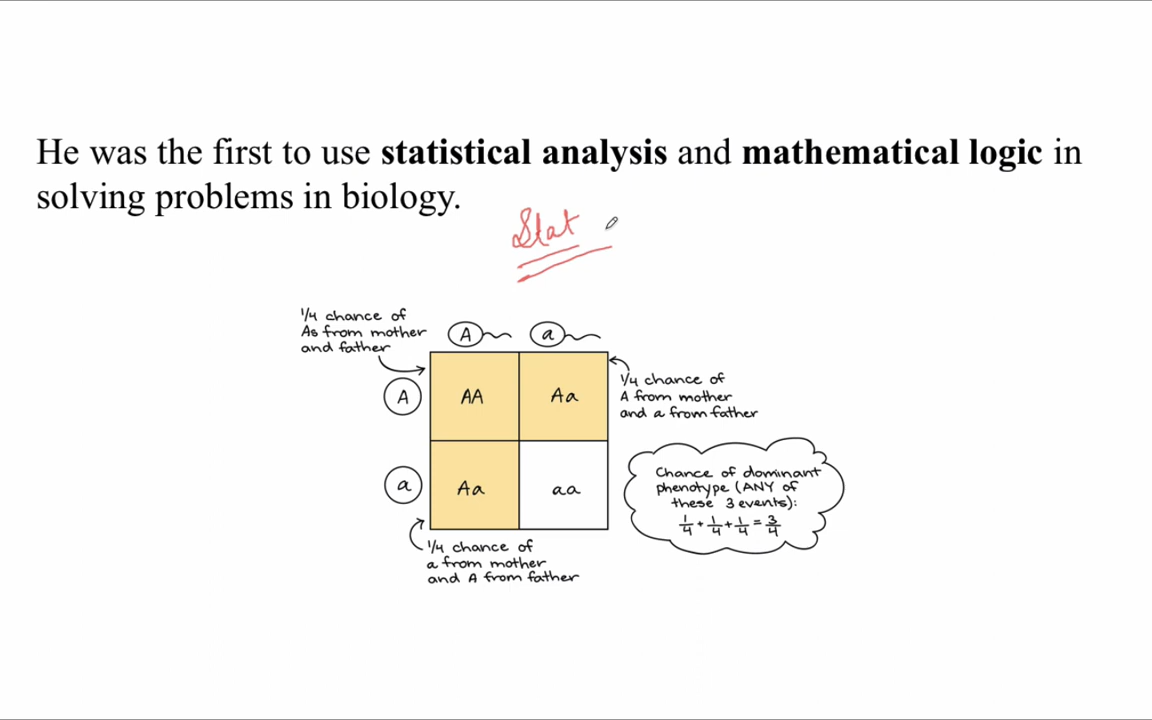 He was the first to use statistical analysis and mathematical logic in
solving problems in biology.
Stat
1/4 chance of
As from mother
and father
A
a
A
AA
Aa
1/4 chance of
A from mother
and a from father
a
Aa
aa
Chance of dominant
phenotype (ANY of
these 3 events):
1/4 + 1/4 + 1/4 = 3/4
1/4 chance of
a from mother
and A from father